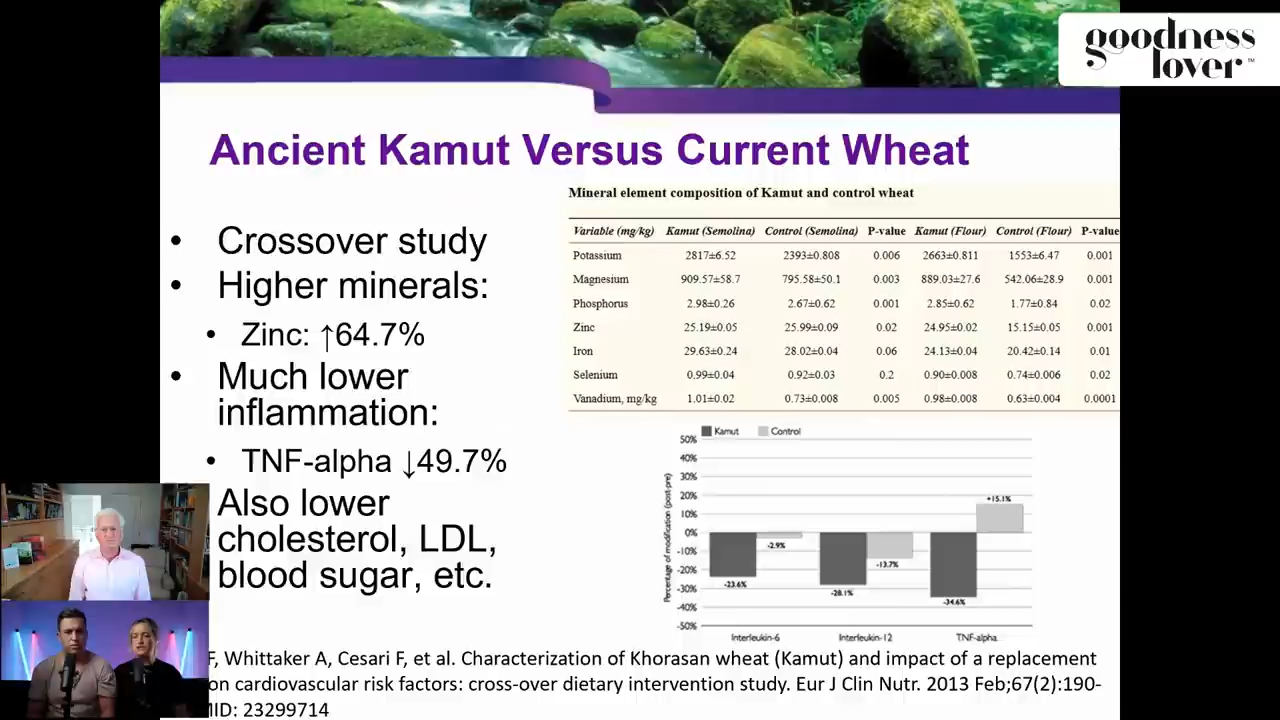 goodness
lover™
Ancient Kamut Versus Current Wheat
• Crossover study
• Higher minerals:
• Zinc: ↑64.7%
• Much lower
inflammation:
• TNF-alpha ↓49.7%
Also lower
cholesterol, LDL,
blood sugar, etc.
Mineral element composition of Kamut and control wheat
Variable (mg/kg) Kamut (Semolina) Control (Semolina) P-value Kamut (Flour) Control (Flour) P-value
Potassium 2817±6.52 2393±0.808 0.006 2663±0.811 1553±6.47 0.001
Magnesium 909.57±58.7 795.58±50.1 0.003 889.03±27.6 542.06±28.9 0.001
Phosphorus 2.98±0.26 2.67±0.62 0.001 2.85±0.62 1.77±0.84 0.02
Zinc 25.19±0.05 25.99±0.09 0.02 24.95±0.02 15.15±0.05 0.001
Iron 29.63±0.24 28.02±0.04 0.06 24.13±0.04 20.42±0.14 0.01
Selenium 0.99±0.04 0.92±0.03 0.2 0.90±0.008 0.74±0.006 0.02
Vanadium, mg/kg 1.01±0.02 0.73±0.008 0.005 0.98±0.008 0.63±0.004 0.0001
Kamut Control
Percentage of modification (post-pre)
50%
40%
30%
20%
10%
0%
-10%
-20%
-30%
-40%
-50%
-23.6% -2.9% -28.1% -13.7% -34.6% +15.1%
Interleukin-6 Interleukin-12 TNF-alpha
F, Whittaker A, Cesari F, et al. Characterization of Khorasan wheat (Kamut) and impact of a replacement
on cardiovascular risk factors: cross-over dietary intervention study. Eur J Clin Nutr. 2013 Feb;67(2):190-
MID: 23299714